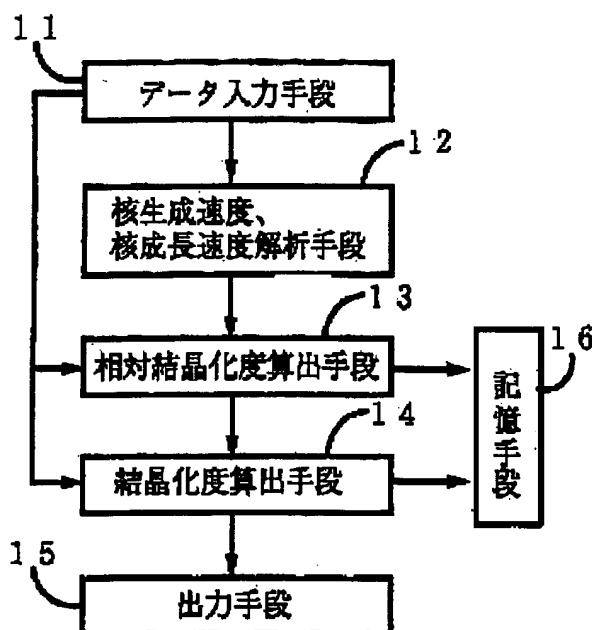 １１
データ入力手段
１２
核生成速度、
核成長速度解析手段
１３
相対結晶化度算出手段
１６
記憶手段
１４
結晶化度算出手段
１５
出力手段